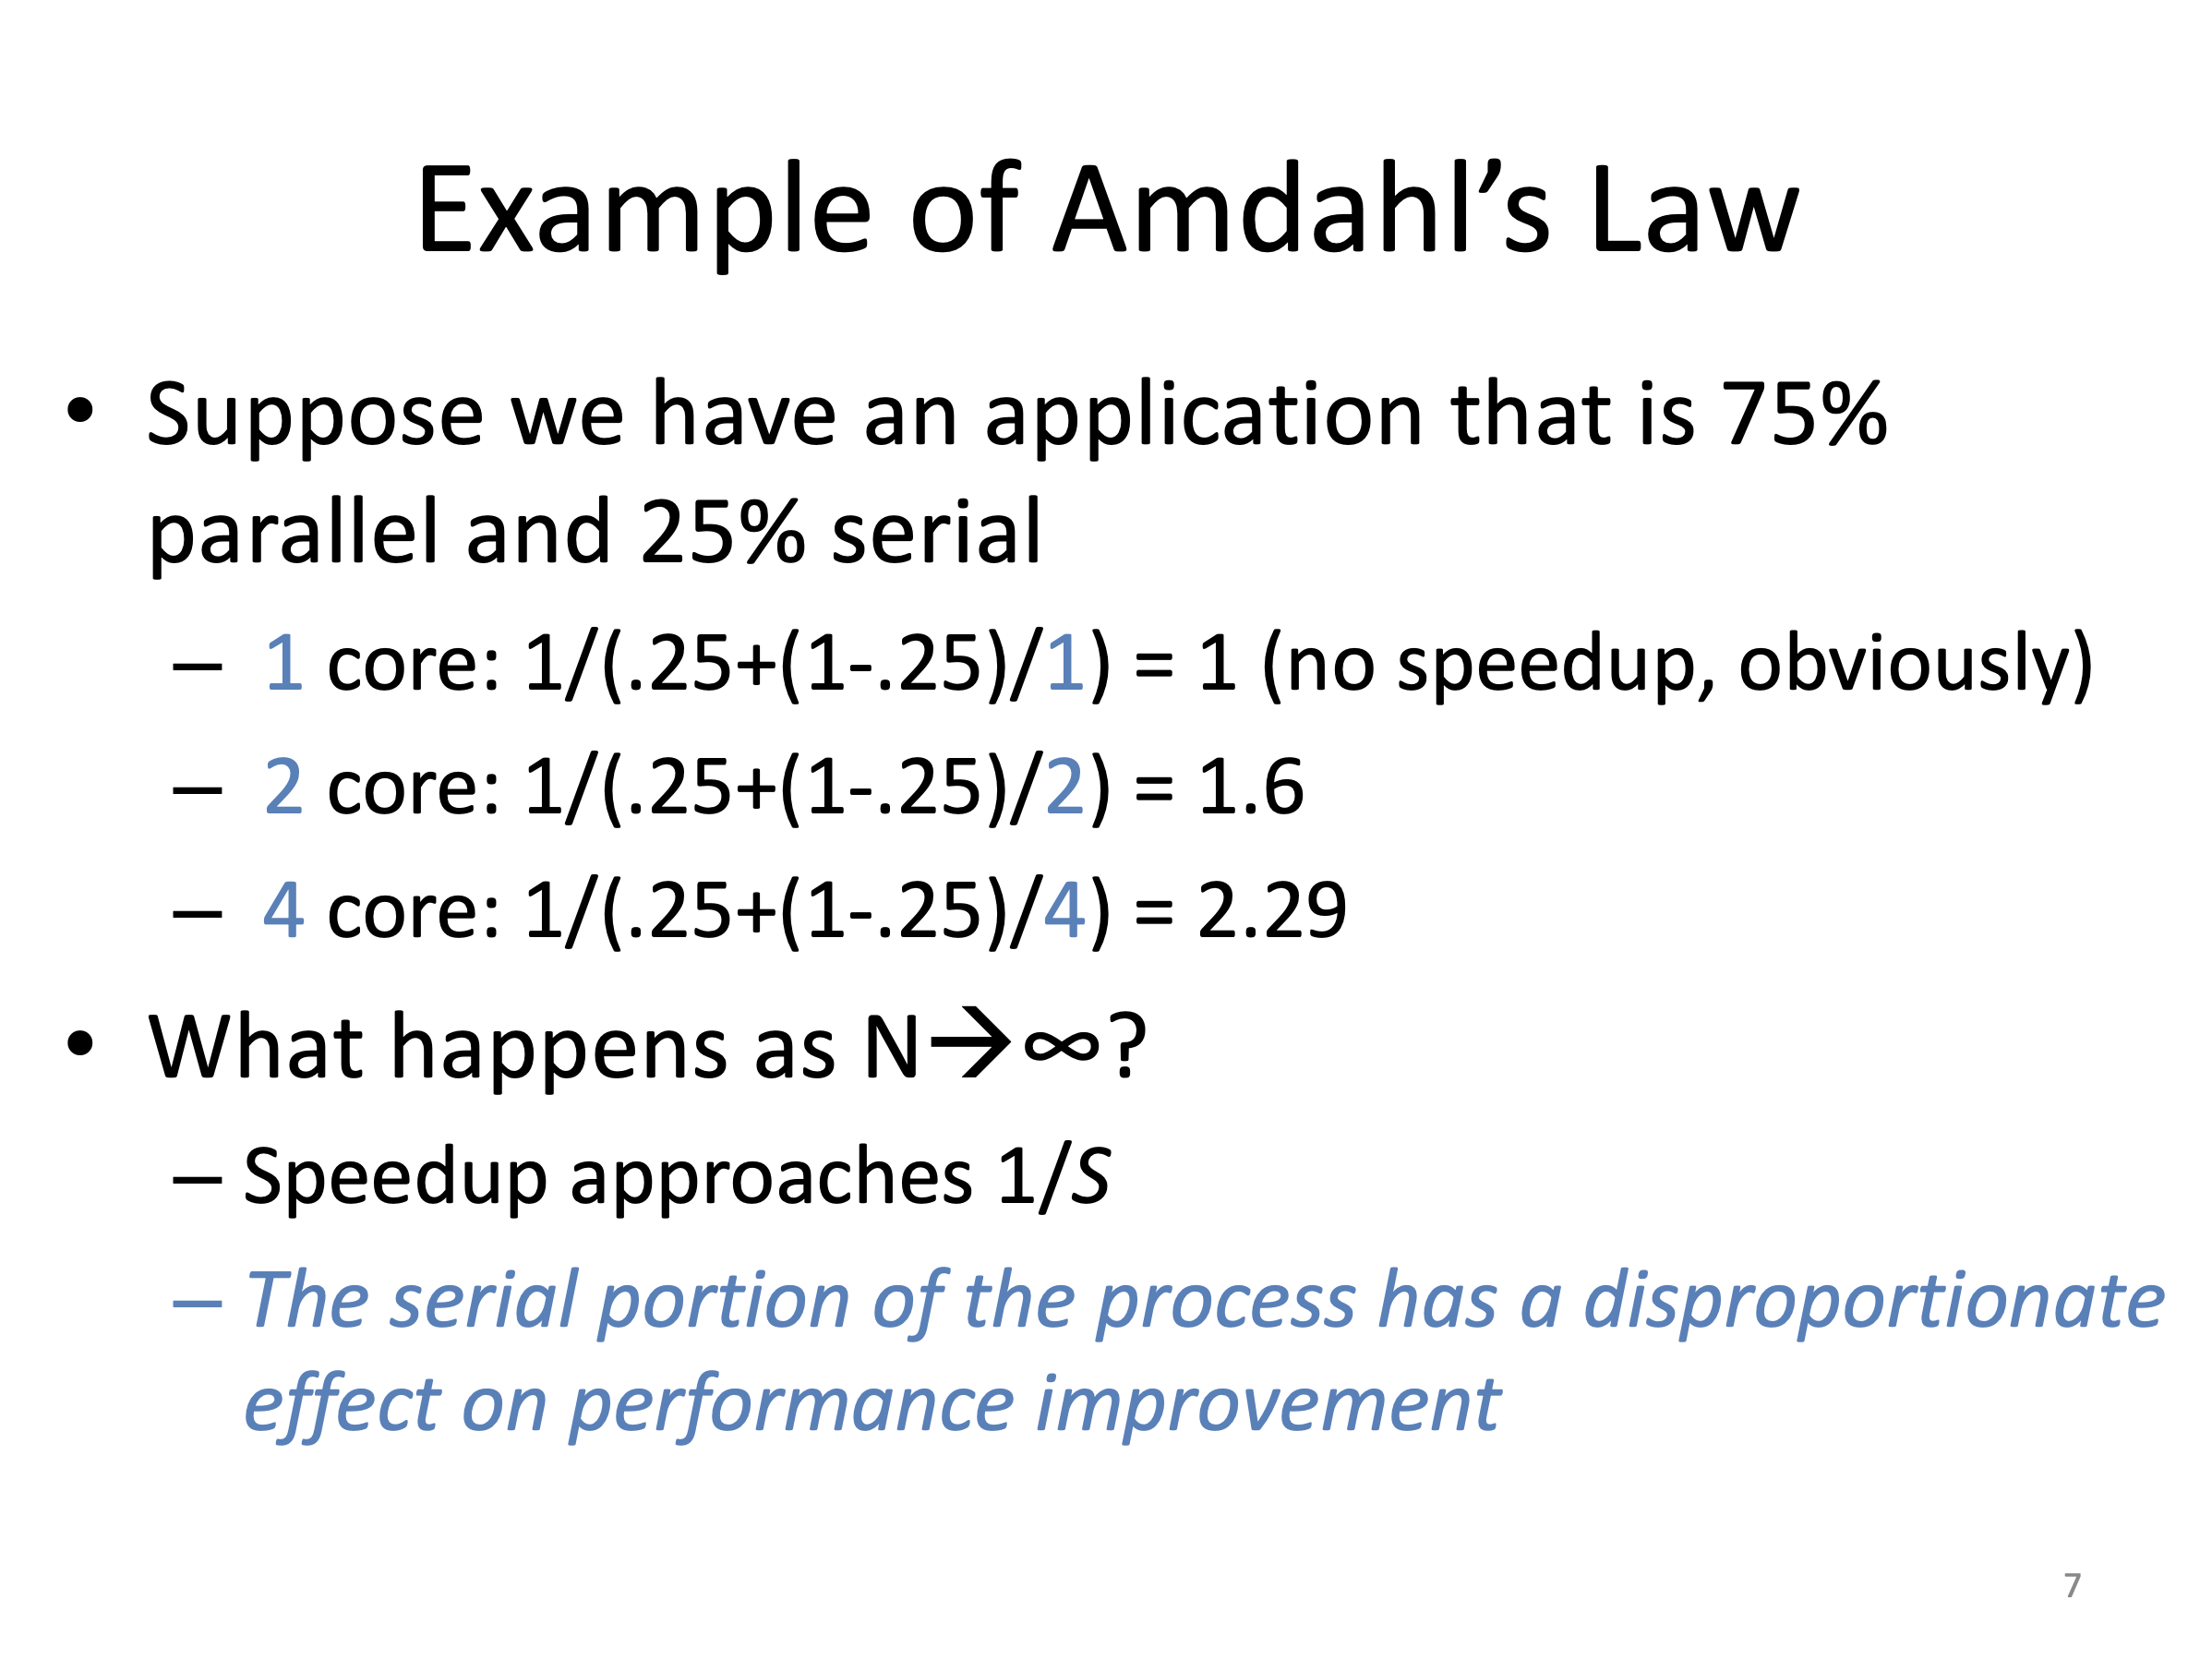 Example of Amdahl’s Law
• Suppose we have an application that is 75%
parallel and 25% serial
– 1 core: 1/(.25+(1-.25)/1) = 1 (no speedup, obviously)
– 2 core: 1/(.25+(1-.25)/2) = 1.6
– 4 core: 1/(.25+(1-.25)/4) = 2.29
• What happens as N→∞?
– Speedup approaches 1/S
– The serial portion of the process has a disproportionate
effect on performance improvement
7